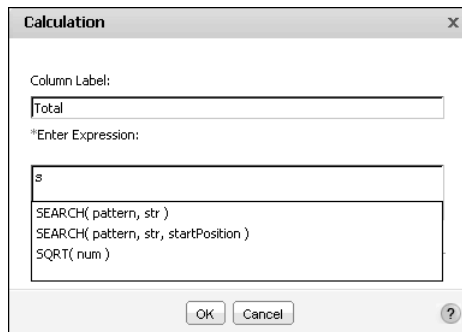 Calculation
x
Column Label:
Total
*Enter Expression:
s
SEARCH( pattern, str )
SEARCH( pattern, str, startPosition )
SQRT( num )
OK Cancel ?